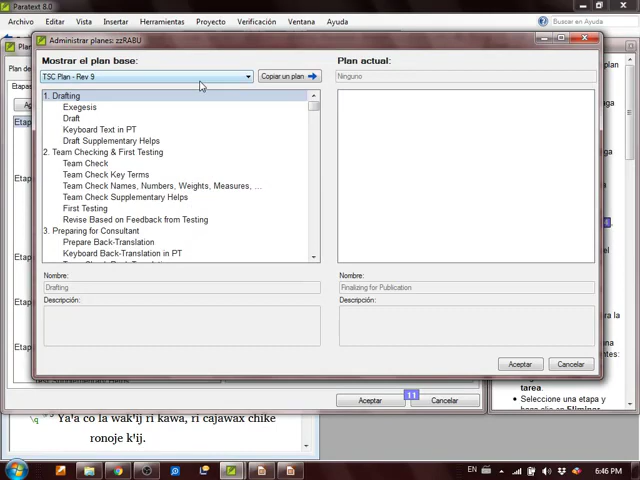 Paratext 8.0
Archivo Editar Vista Insertar Herramientas Proyecto Verificación Ventana Ayuda
Buscar en Ayuda
Administrar planes: zzRABU
Mostrar el plan base:
Plan actual:
TSC Plan - Rev 9
Copiar un plan
Ninguno
1. Drafting
Exegesis
Draft
Keyboard Text in PT
Draft Supplementary Helps
2. Team Checking & First Testing
Team Check
Team Check Key Terms
Team Check Names, Numbers, Weights, Measures, ...
Team Check Supplementary Helps
First Testing
Revise Based on Feedback from Testing
3. Preparing for Consultant
Prepare Back-Translation
Keyboard Back-Translation in PT
Nombre:
Nombre:
Drafting
Finalizing for Publication
Descripción:
Descripción:
Aceptar
Cancelar
tarea.
Seleccione una etapa y
Aceptar
11
Cancelar
\q Yaꞌa co la wakꞌij ri kawa, ri cajawax chike
ronoje kꞌij.
EN
6:46 PM